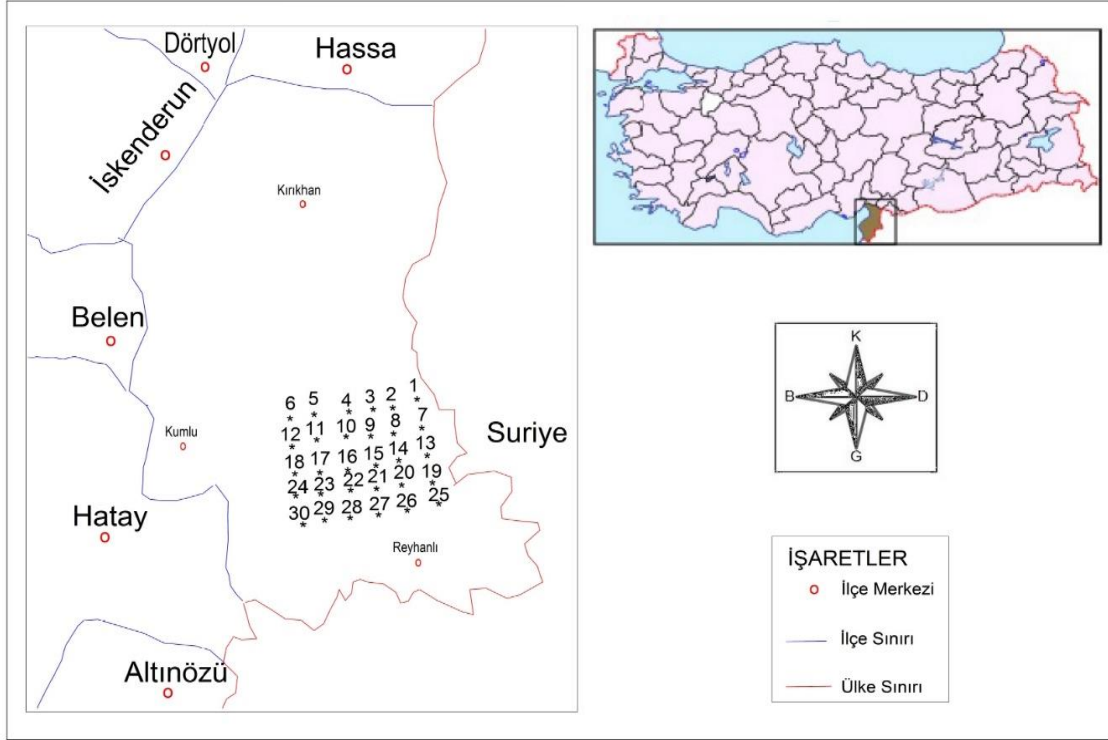 Dörtyol
Hassa
İskenderun
Kırıkhan
Belen
Kumlu
Hatay
Altınözü
Suriye
Reyhanlı
6 5 4 3 2 1
12 11 10 9 8 7
18 17 16 15 14 13
24 23 22 21 20 19
30 29 28 27 26 25
K
B D
G
İŞARETLER
İlçe Merkezi
İlçe Sınırı
Ülke Sınırı